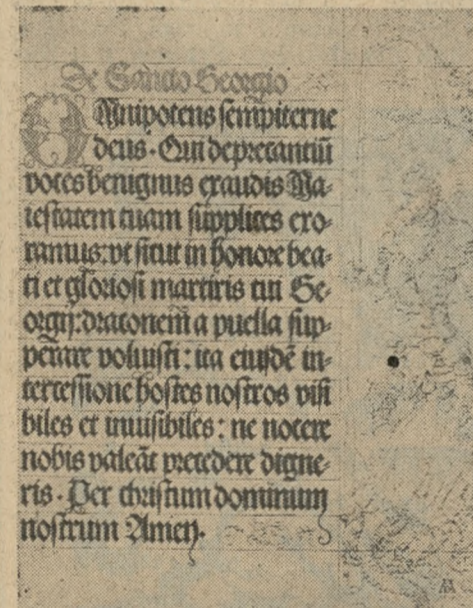 De Sancto Georgio
OMnipotens sempiterne
deus. Qui deprecantiū
voces benignus exaudis Ma-
iestatem tuam supplices exo-
ramus: vt sicut in honore bea-
ti et gloriosi martiris tui Ge-
orgij: draconem a puella sup-
perare voluisti: ita eiusdē in-
tercessione hostes nostros visi
biles et inuisibiles: ne nocere
nobis valeāt precedere digne-
ris. Per christum dominum
nostrum Amen.